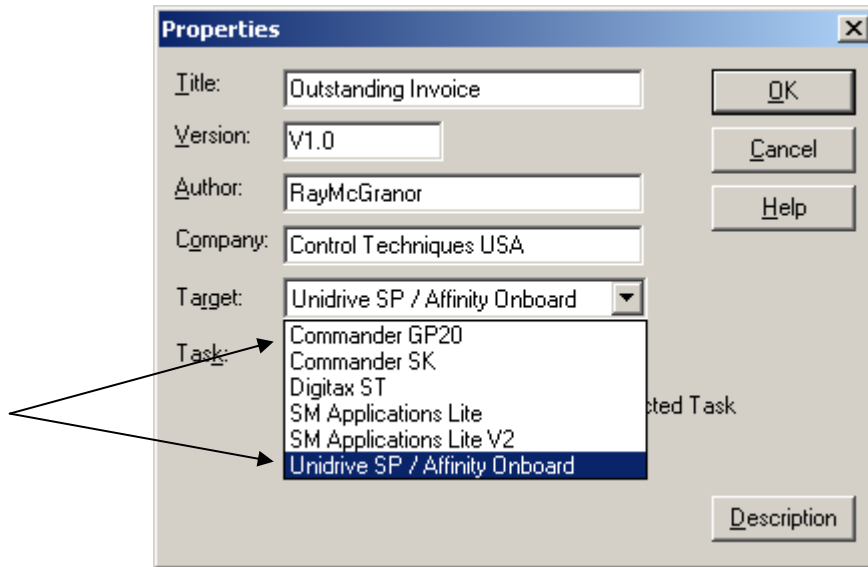 Properties
Title: Outstanding Invoice OK
Version: V1.0 Cancel
Author: RayMcGranor Help
Company: Control Techniques USA
Target: Unidrive SP / Affinity Onboard
Task: Commander GP20
Commander SK
Digitax ST
SM Applications Lite cted Task
SM Applications Lite V2
Unidrive SP / Affinity Onboard
Description